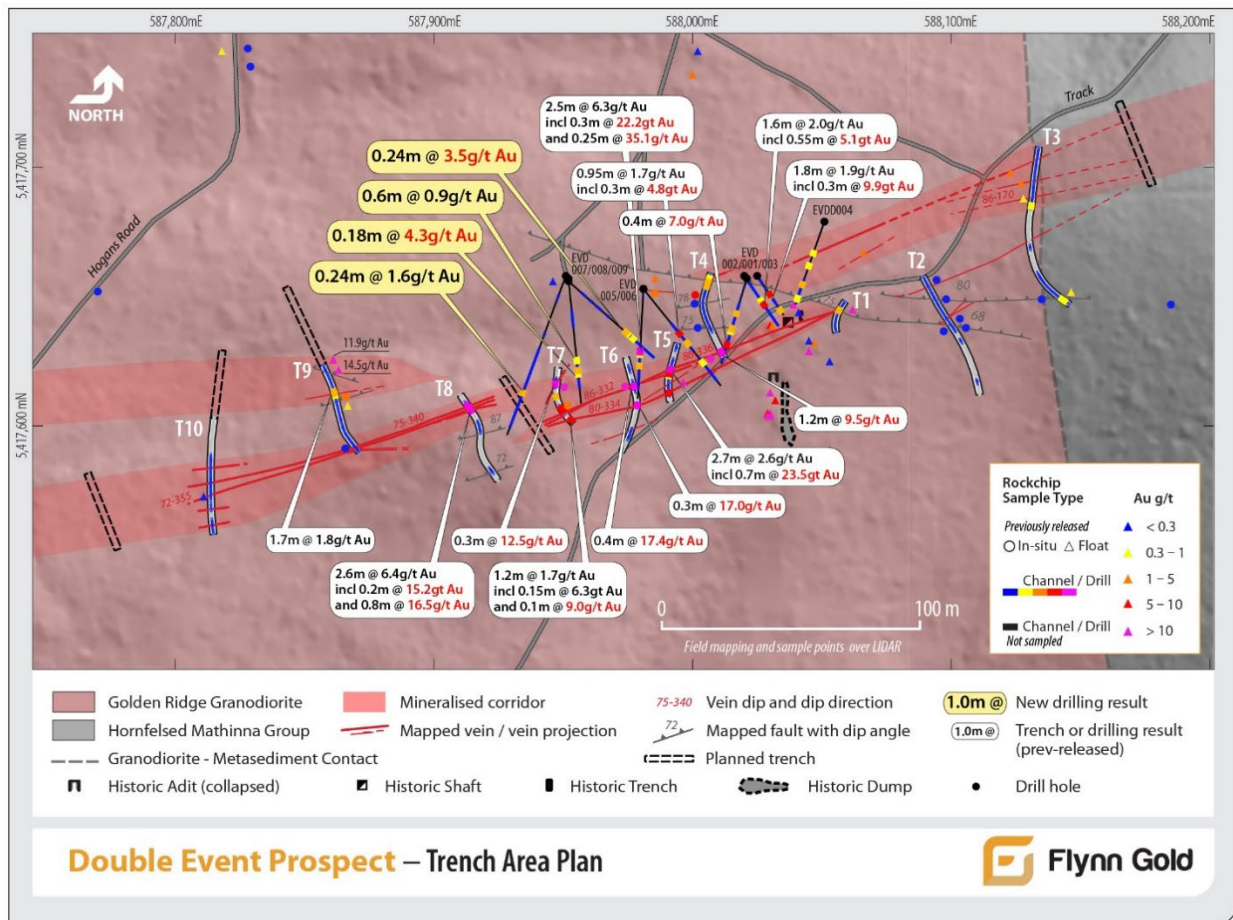 587,800mE
587,900mE
588,000mE
588,100mE
588,200mE
5,417,700 mN
5,417,600 mN
NORTH
Hogans Road
Track
2.5m @ 6.3g/t Au
incl 0.3m @ 22.2gt Au
and 0.25m @ 35.1g/t Au
1.6m @ 2.0g/t Au
incl 0.55m @ 5.1gt Au
0.24m @ 3.5g/t Au
0.95m @ 1.7g/t Au
incl 0.3m @ 4.8gt Au
1.8m @ 1.9g/t Au
incl 0.3m @ 9.9gt Au
0.6m @ 0.9g/t Au
0.4m @ 7.0g/t Au
0.18m @ 4.3g/t Au
0.24m @ 1.6g/t Au
EVDD004
EVD
007/008/009
EVD
005/006
EVD
002/001/003
T3
86-170
T4
T2
T1
78
75
75
80
68
T5
80-336
T6
T7
86-332
80-334
T8
87
72
T9
11.9g/t Au
14.5g/t Au
72
75-340
T10
72-355
1.2m @ 9.5g/t Au
2.7m @ 2.6g/t Au
incl 0.7m @ 23.5gt Au
0.3m @ 17.0g/t Au
1.7m @ 1.8g/t Au
0.3m @ 12.5g/t Au
0.4m @ 17.4g/t Au
2.6m @ 6.4g/t Au
incl 0.2m @ 15.2gt Au
and 0.8m @ 16.5g/t Au
1.2m @ 1.7g/t Au
incl 0.15m @ 6.3gt Au
and 0.1m @ 9.0g/t Au
0 100 m
Field mapping and sample points over LIDAR
Rockchip
Sample Type Au g/t
Previously released
In-situ Float
Channel / Drill
Channel / Drill
Not sampled
< 0.3
0.3 – 1
1 – 5
5 – 10
> 10
Golden Ridge Granodiorite
Mineralised corridor
75-340 Vein dip and dip direction
1.0m @ New drilling result
Hornfelsed Mathinna Group
Mapped vein / vein projection
72 Mapped fault with dip angle
1.0m @ Trench or drilling result
(prev-released)
Granodiorite - Metasediment Contact
Planned trench
Historic Adit (collapsed)
Historic Shaft
Historic Trench
Historic Dump
Drill hole
Double Event Prospect – Trench Area Plan
Flynn Gold